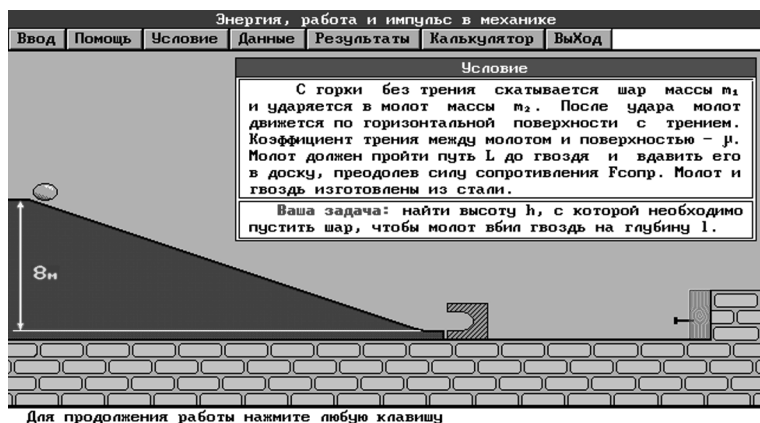 Энергия, работа и импульс в механике
Ввод Помощь Условие Данные Результаты Калькулятор ВыХод
Условие
С горки без трения скатывается шар массы m₁
и ударяется в молот массы m₂. После удара молот
движется по горизонтальной поверхности с трением.
Коэффициент трения между молотом и поверхностью – μ.
Молот должен пройти путь L до гвоздя и вдавить его
в доску, преодолев силу сопротивления Fсопр. Молот и
гвоздь изготовлены из стали.
Ваша задача: найти высоту h, с которой необходимо
пустить шар, чтобы молот вбил гвоздь на глубину l.
8м
Для продолжения работы нажмите любую клавишу